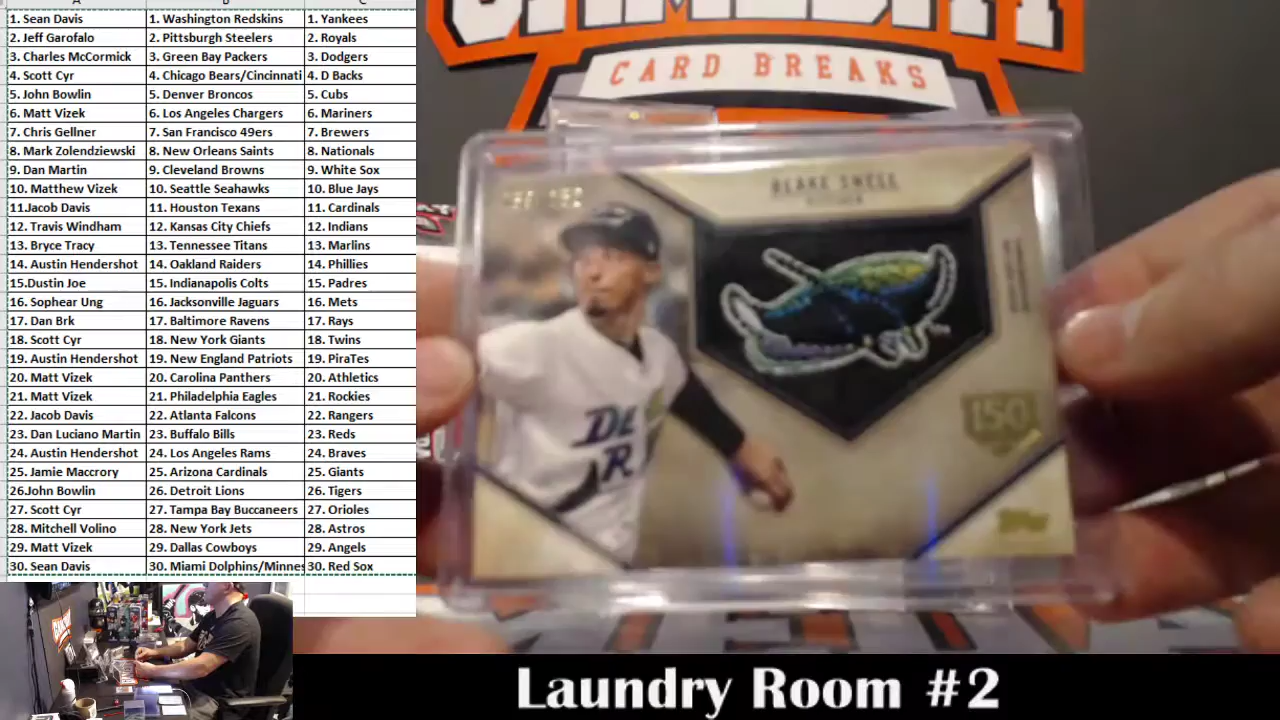 A B C
1. Sean Davis 1. Washington Redskins 1. Yankees
2. Jeff Garofalo 2. Pittsburgh Steelers 2. Royals
3. Charles McCormick 3. Green Bay Packers 3. Dodgers
4. Scott Cyr 4. Chicago Bears/Cincinnati 4. D Backs
5. John Bowlin 5. Denver Broncos 5. Cubs
6. Matt Vizek 6. Los Angeles Chargers 6. Mariners
7. Chris Gellner 7. San Francisco 49ers 7. Brewers
8. Mark Zolendziewski 8. New Orleans Saints 8. Nationals
9. Dan Martin 9. Cleveland Browns 9. White Sox
10. Matthew Vizek 10. Seattle Seahawks 10. Blue Jays
11.Jacob Davis 11. Houston Texans 11. Cardinals
12. Travis Windham 12. Kansas City Chiefs 12. Indians
13. Bryce Tracy 13. Tennessee Titans 13. Marlins
14. Austin Hendershot 14. Oakland Raiders 14. Phillies
15.Dustin Joe 15. Indianapolis Colts 15. Padres
16. Sophear Ung 16. Jacksonville Jaguars 16. Mets
17. Dan Brk 17. Baltimore Ravens 17. Rays
18. Scott Cyr 18. New York Giants 18. Twins
19. Austin Hendershot 19. New England Patriots 19. PiraTes
20. Matt Vizek 20. Carolina Panthers 20. Athletics
21. Matt Vizek 21. Philadelphia Eagles 21. Rockies
22. Jacob Davis 22. Atlanta Falcons 22. Rangers
23. Dan Luciano Martin 23. Buffalo Bills 23. Reds
24. Austin Hendershot 24. Los Angeles Rams 24. Braves
25. Jamie Maccrory 25. Arizona Cardinals 25. Giants
26.John Bowlin 26. Detroit Lions 26. Tigers
27. Scott Cyr 27. Tampa Bay Buccaneers 27. Orioles
28. Mitchell Volino 28. New York Jets 28. Astros
29. Matt Vizek 29. Dallas Cowboys 29. Angels
30. Sean Davis 30. Miami Dolphins/Minnes 30. Red Sox
CARD BREAKS
BLAKE SNELL
PITCHER
150
Topps
Laundry Room #2